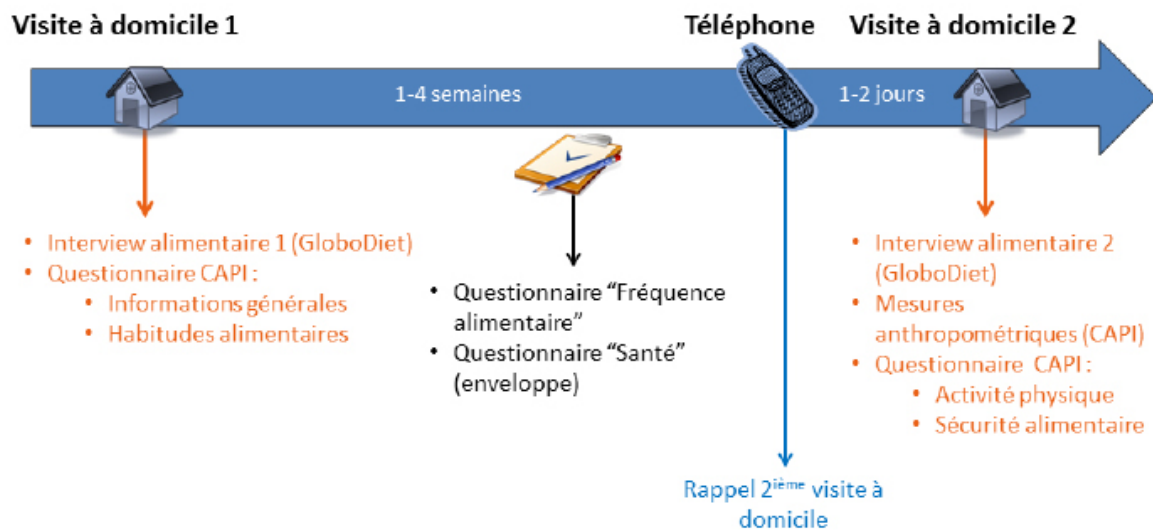 Visite à domicile 1
Téléphone
Visite à domicile 2
1-4 semaines
1-2 jours
• Interview alimentaire 1 (GloboDiet)
• Questionnaire CAPI :
• Informations générales
• Habitudes alimentaires
• Questionnaire “Fréquence
alimentaire”
• Questionnaire “Santé”
(enveloppe)
• Interview alimentaire 2
(GloboDiet)
• Mesures
anthropométriques (CAPI)
• Questionnaire CAPI :
• Activité physique
• Sécurité alimentaire
Rappel 2ième visite à
domicile